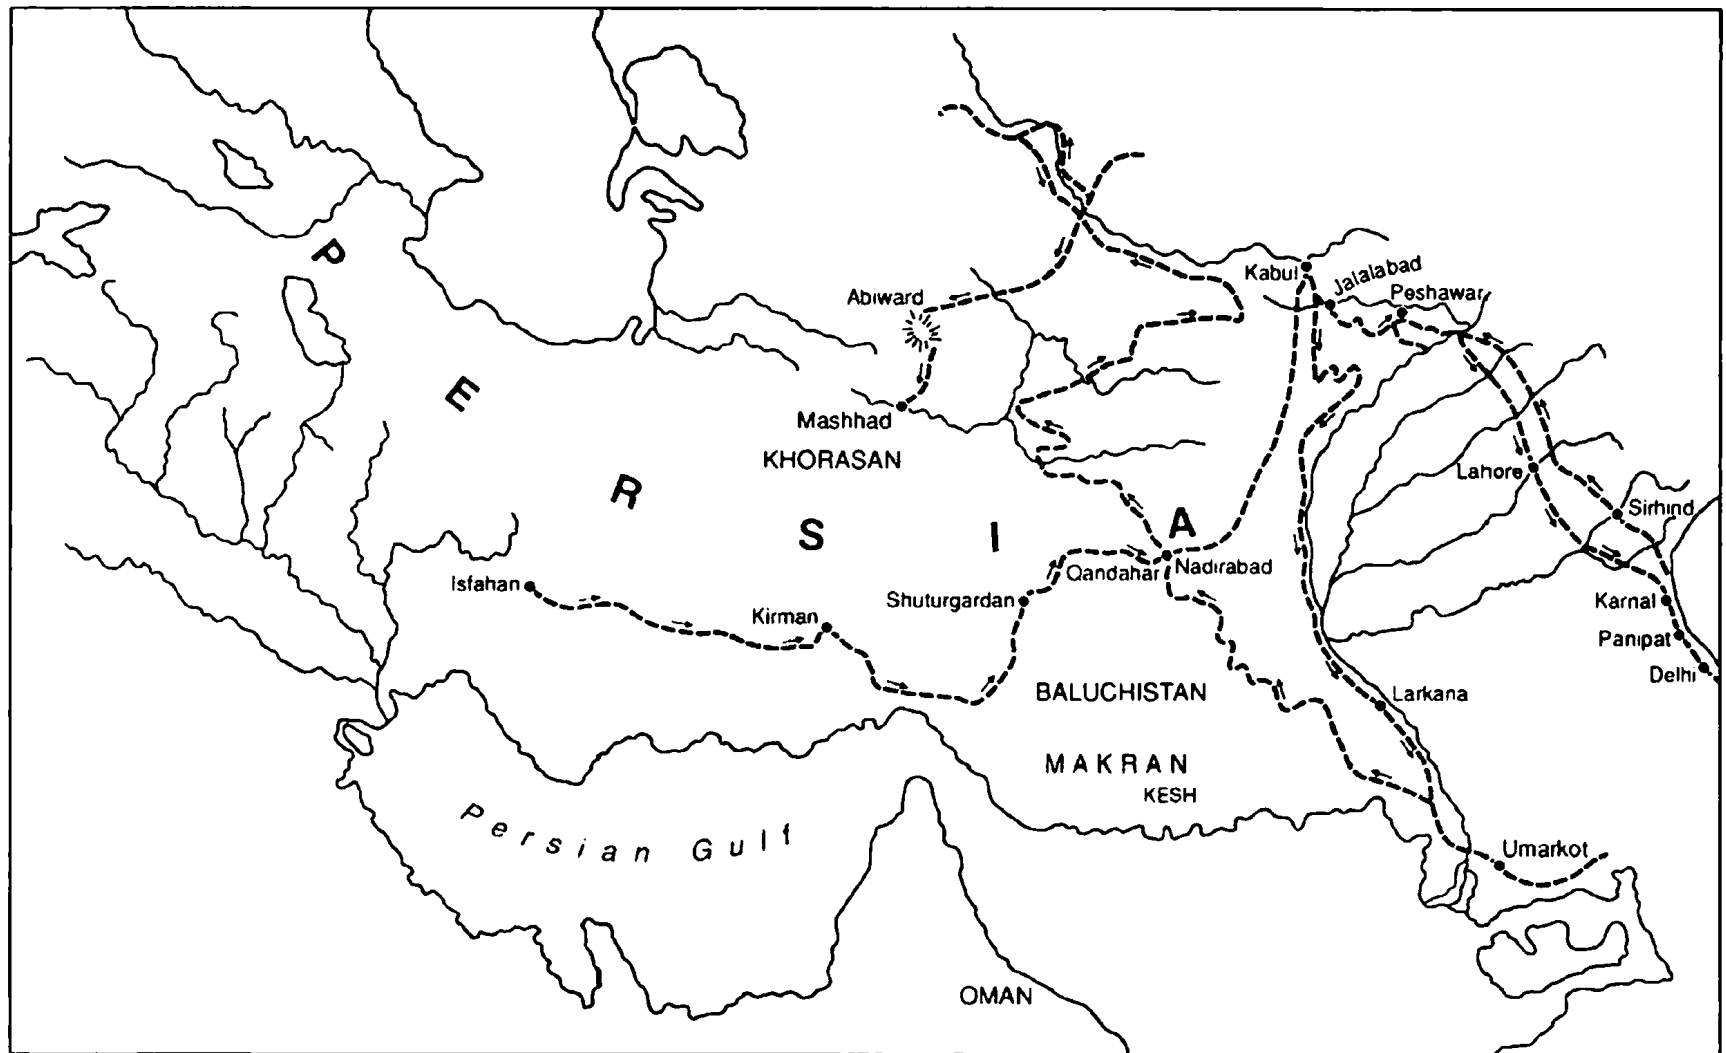 PERSIA
Kabul
Jalalabad
Peshawar
Abiward
Mashhad
KHORASAN
Lahore
Sirhind
Isfahan
Kirman
Shuturgardan
Qandahar
Nadirabad
Karnal
Panipat
Delhi
BALUCHISTAN
Larkana
MAKRAN
KESH
Persian Gulf
Umarkot
OMAN